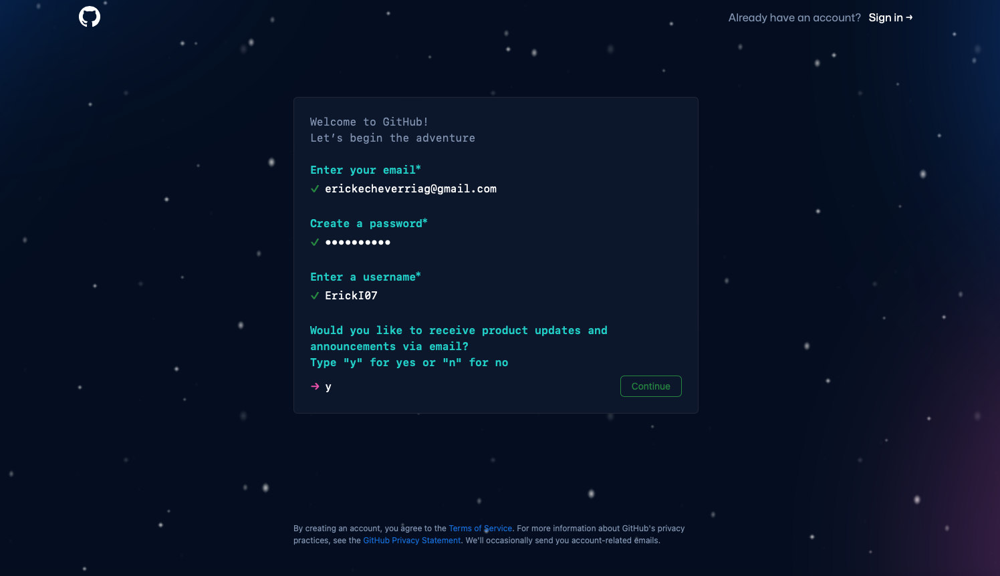 Already have an account? Sign in →
Welcome to GitHub!
Let’s begin the adventure
Enter your email*
✓ erickecheverriag@gmail.com
Create a password*
✓ ●●●●●●●●●●
Enter a username*
✓ ErickI07
Would you like to receive product updates and
announcements via email?
Type "y" for yes or "n" for no
→ y
Continue
By creating an account, you agree to the Terms of Service. For more information about GitHub's privacy
practices, see the GitHub Privacy Statement. We'll occasionally send you account-related emails.